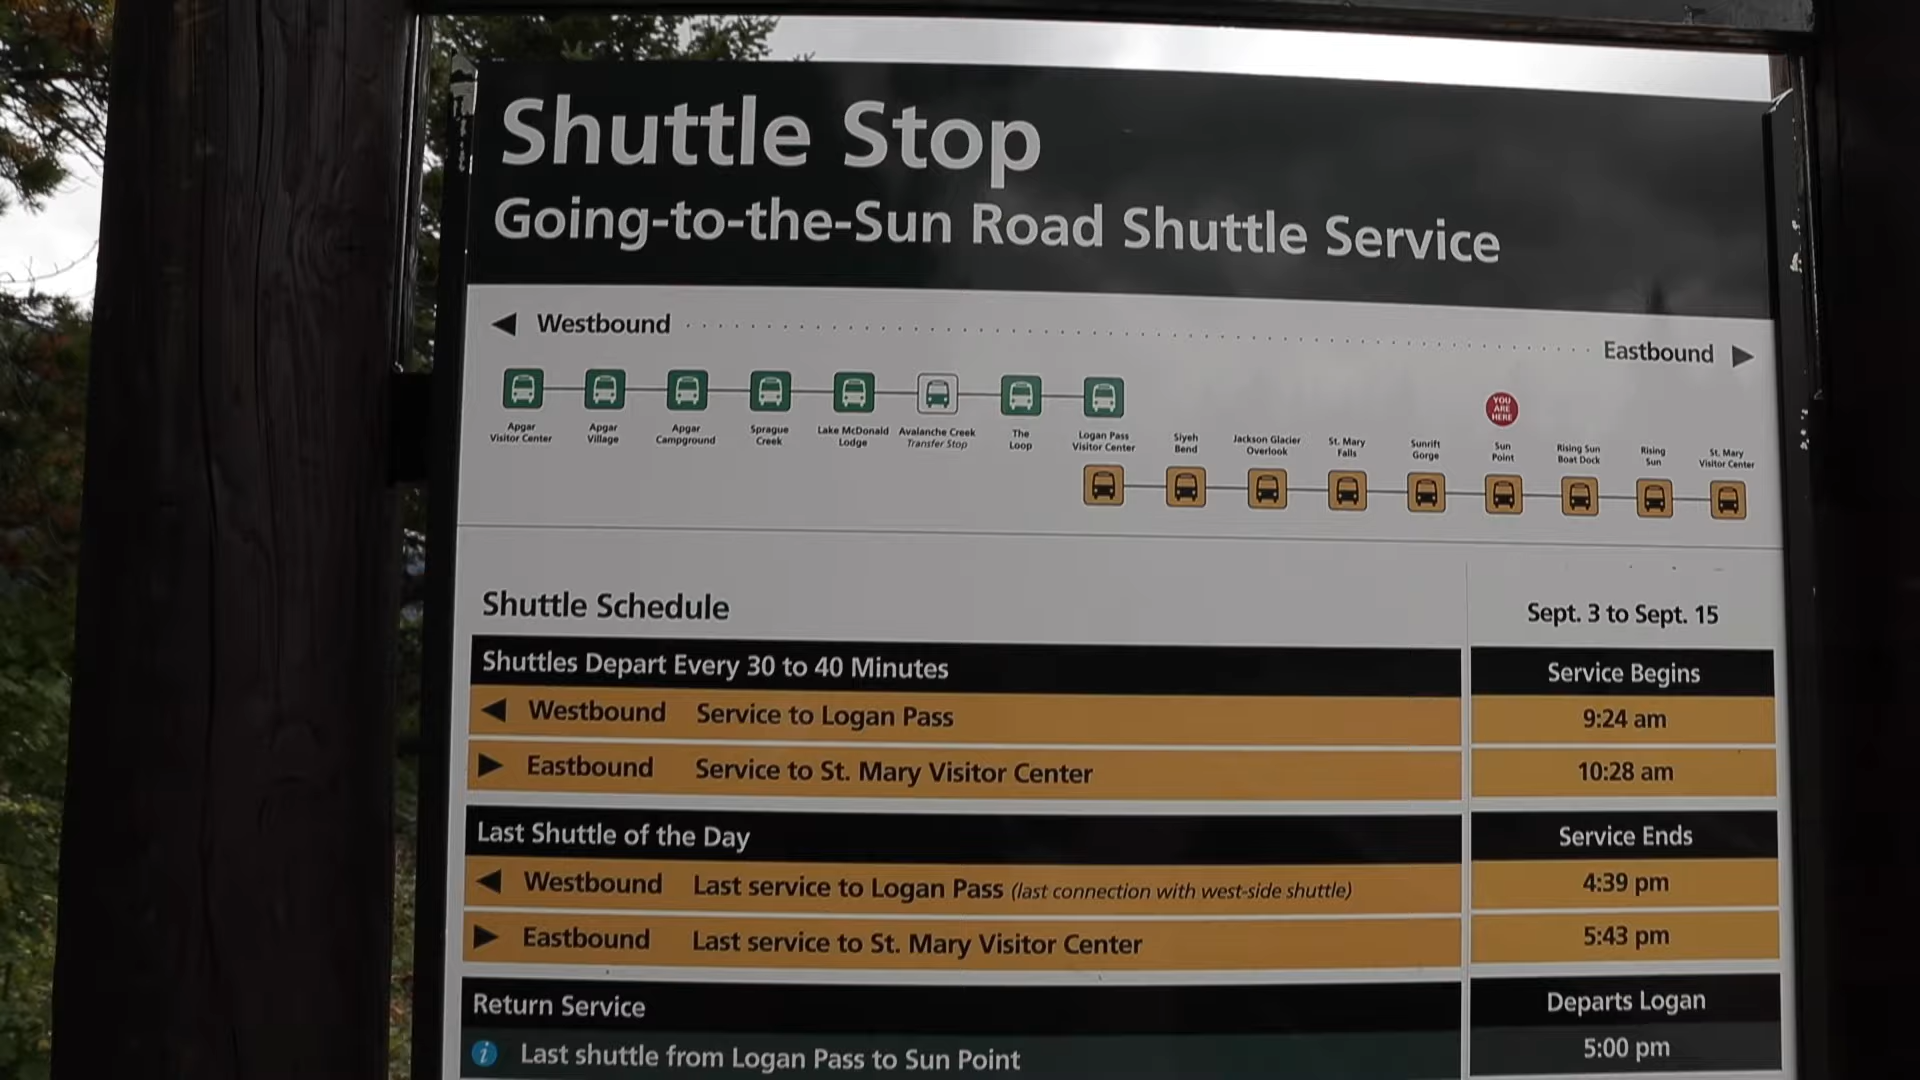 Shuttle Stop
Going-to-the-Sun Road Shuttle Service
Westbound
Eastbound
YOU
ARE
HERE
Apgar
Visitor Center
Apgar
Village
Apgar
Campground
Sprague
Creek
Lake McDonald
Lodge
Avalanche Creek
Transfer Stop
The
Loop
Logan Pass
Visitor Center
Siyeh
Bend
Jackson Glacier
Overlook
St. Mary
Falls
Sunrift
Gorge
Sun
Point
Rising Sun
Boat Dock
Rising
Sun
St. Mary
Visitor Center
Shuttle Schedule
Sept. 3 to Sept. 15
Shuttles Depart Every 30 to 40 Minutes
Service Begins
Westbound Service to Logan Pass
9:24 am
Eastbound Service to St. Mary Visitor Center
10:28 am
Last Shuttle of the Day
Service Ends
Westbound Last service to Logan Pass (last connection with west-side shuttle)
4:39 pm
Eastbound Last service to St. Mary Visitor Center
5:43 pm
Return Service
Departs Logan
i Last shuttle from Logan Pass to Sun Point
5:00 pm